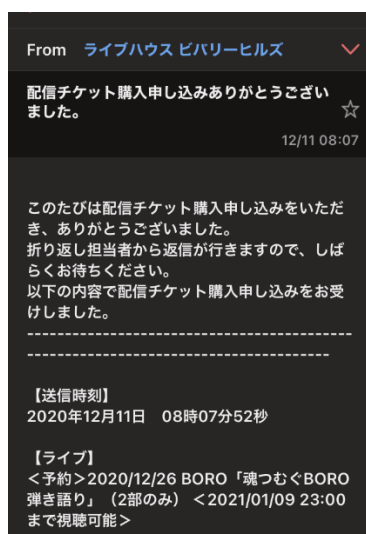 From ライブハウス ビバリーヒルズ
配信チケット購入申し込みありがとうござい
ました。
12/11 08:07
このたびは配信チケット購入申し込みをいただ
き、ありがとうございました。
折り返し担当者から返信が行きますので、しば
らくお待ちください。
以下の内容で配信チケット購入申し込みをお受
けしました。
-----------------------------------------
--------------------------------------
【送信時刻】
2020年12月11日 08時07分52秒
【ライブ】
<予約>2020/12/26 BORO「魂つむぐBORO
弾き語り」（2部のみ）＜2021/01/09 23:00
まで視聴可能＞